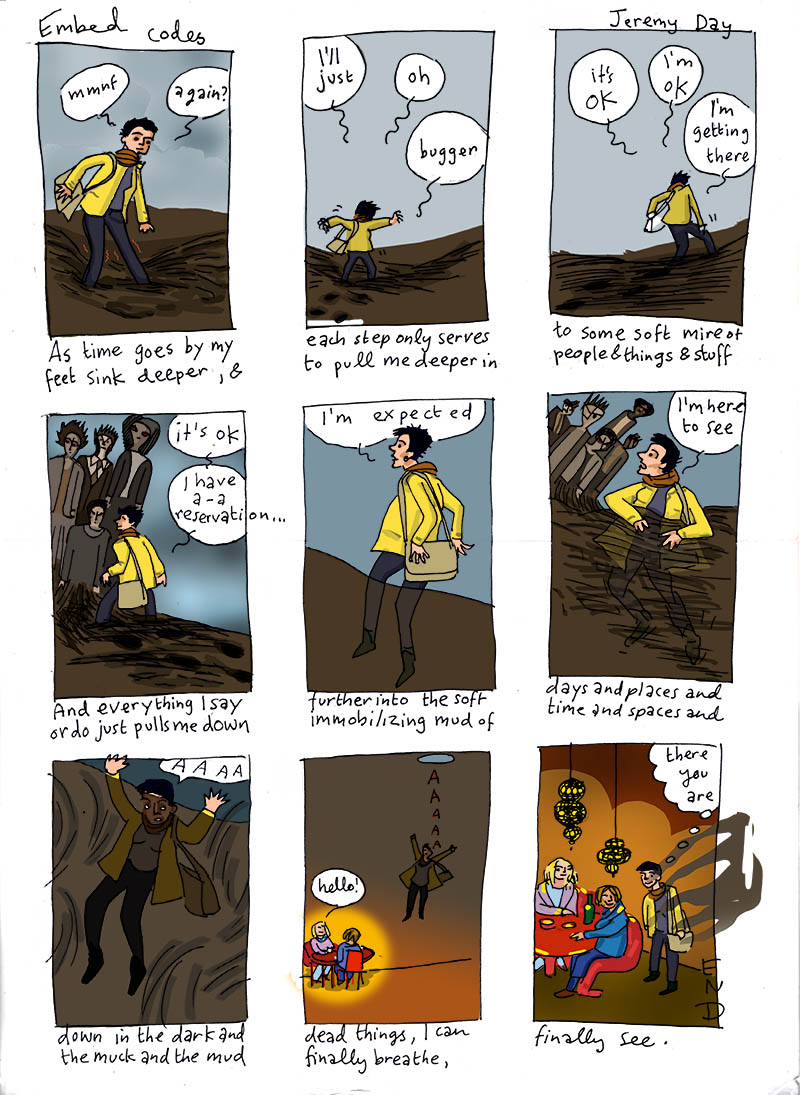 Embed codes
Jeremy Day
mmnf
again?
As time goes by my
feet sink deeper, &
I'll
just
oh
bugger
each step only serves
to pull me deeper in
it's
OK
I'm
OK
I'm
getting
there
to some soft mire of
people & things & stuff
it's ok
I have
a-a
reservation...
And everything I say
or do just pulls me down
I'm expected
further into the soft
immobilizing mud of
I'm here
to see
days and places and
time and spaces and
A A A A
down in the dark and
the muck and the mud
A
A
A
A
A
A
hello!
dead things, I can
finally breathe,
there
you
are
END
finally see.